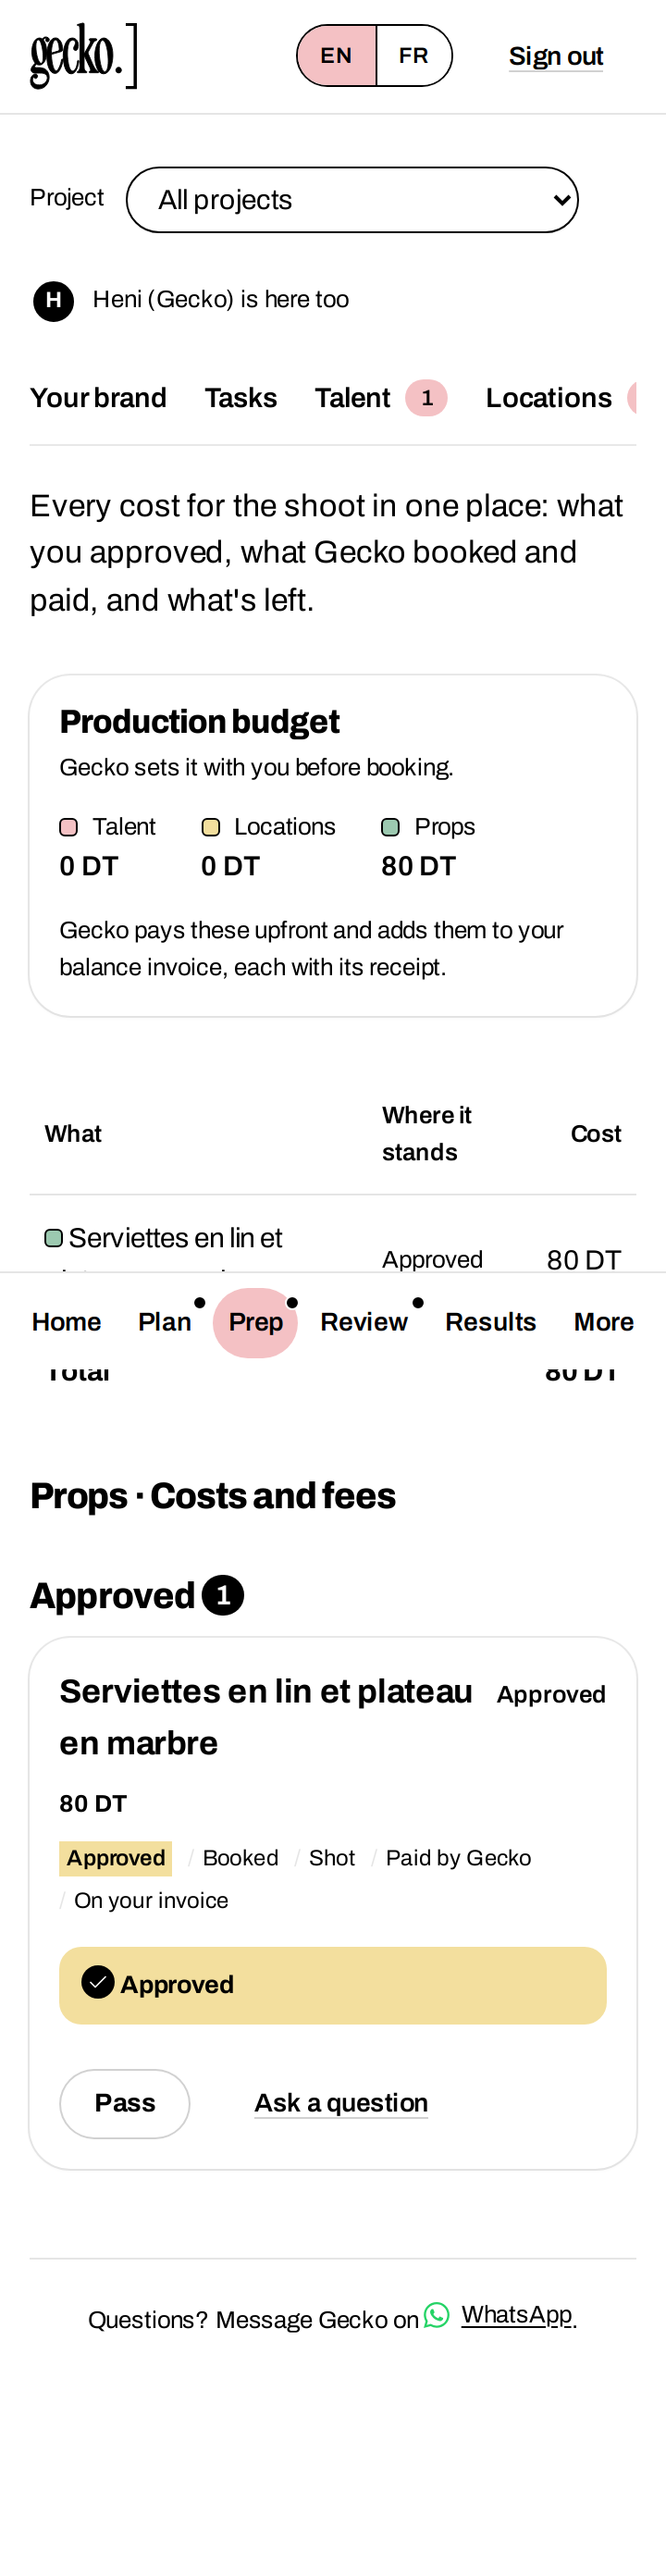 gecko.]
EN FR
Sign out
Project
All projects
H
Heni (Gecko) is here too
Your brand Tasks Talent 1 Locations
Every cost for the shoot in one place: what
you approved, what Gecko booked and
paid, and what's left.
Production budget
Gecko sets it with you before booking.
Talent Locations Props
0 DT 0 DT 80 DT
Gecko pays these upfront and adds them to your
balance invoice, each with its receipt.
What Where it stands Cost
Serviettes en lin et
Approved 80 DT
Home Plan Prep Review Results More
Total 80 DT
Props · Costs and fees
Approved 1
Serviettes en lin et plateau
en marbre
Approved
80 DT
Approved / Booked / Shot / Paid by Gecko
/ On your invoice
Approved
Pass Ask a question
Questions? Message Gecko on WhatsApp.